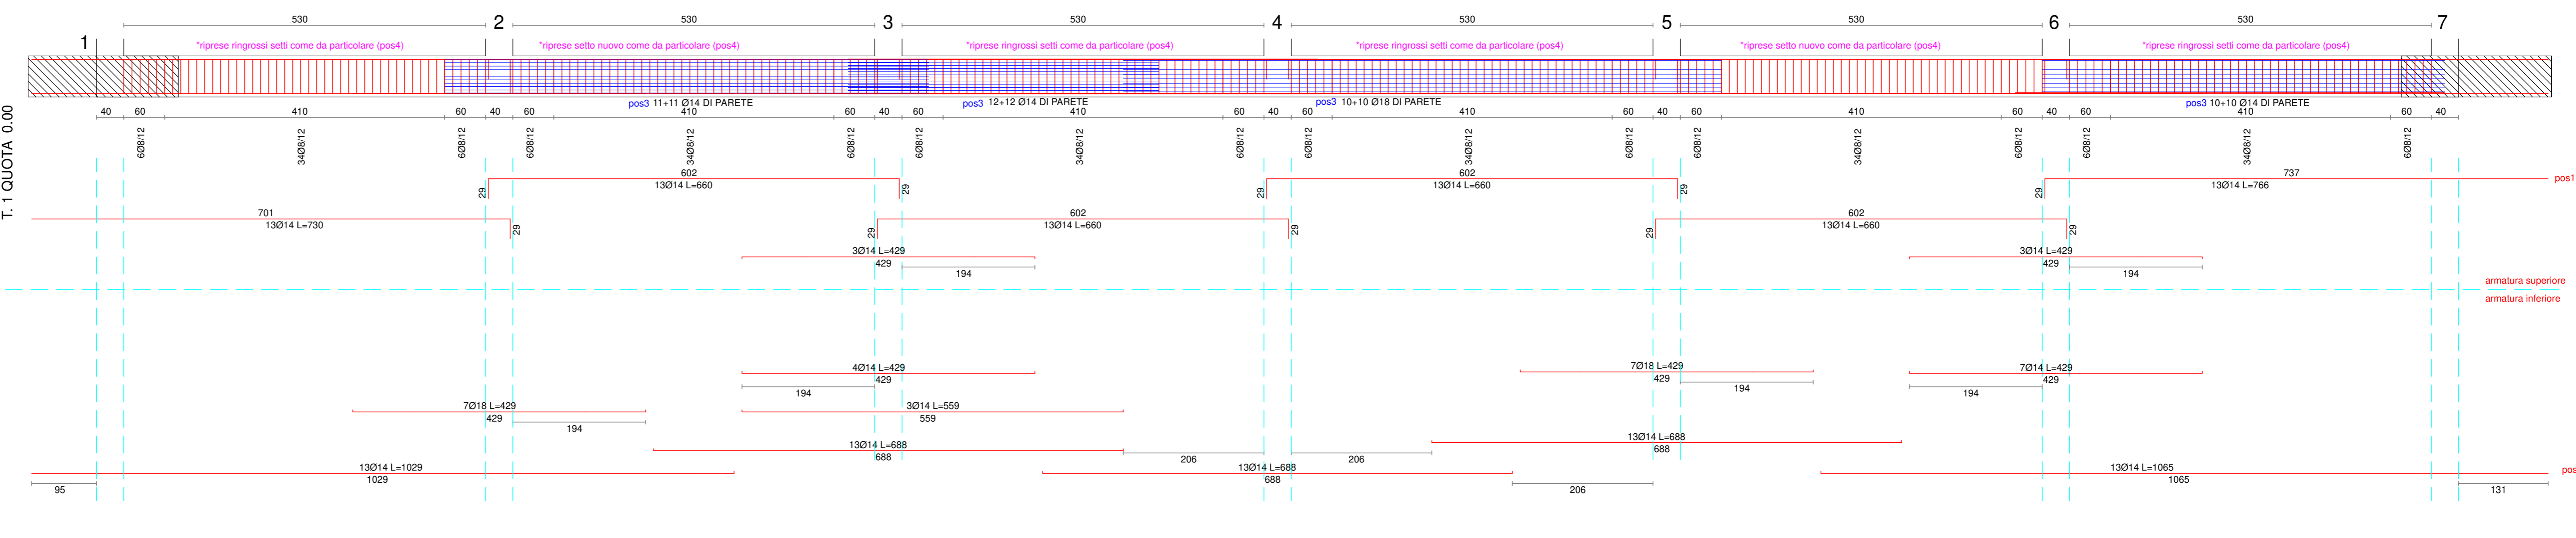 530 530 530 530 530 530
1 2 3 4 5 6 7
*riprese ringrossi setti come da particolare (pos4)
*riprese setto nuovo come da particolare (pos4)
*riprese ringrossi setti come da particolare (pos4)
*riprese ringrossi setti come da particolare (pos4)
*riprese setto nuovo come da particolare (pos4)
*riprese ringrossi setti come da particolare (pos4)
T. 1 QUOTA 0.00
pos3 11+11 Ø14 DI PARETE
pos3 12+12 Ø14 DI PARETE
pos3 10+10 Ø18 DI PARETE
pos3 10+10 Ø14 DI PARETE
40 60 410 60 40 60 410 60 40 60 410 60 40 60 410 60 40 60 410 60 40 60 410 60 40
6Ø8/12 34Ø8/12 6Ø8/12 6Ø8/12 34Ø8/12 6Ø8/12 6Ø8/12 34Ø8/12 6Ø8/12 6Ø8/12 34Ø8/12 6Ø8/12 6Ø8/12 34Ø8/12 6Ø8/12 6Ø8/12 34Ø8/12 6Ø8/12
602 602 737
29 13Ø14 L=660 29 29 13Ø14 L=660 29 29 13Ø14 L=766 pos1
701 602 602
13Ø14 L=730 29 29 13Ø14 L=660 29 29 13Ø14 L=660 29
3Ø14 L=429 3Ø14 L=429
429 194 429 194
armatura superiore
armatura inferiore
4Ø14 L=429 7Ø18 L=429 7Ø14 L=429
429 429 429
194 194 194
7Ø18 L=429 3Ø14 L=559
429 559
194
13Ø14 L=688 13Ø14 L=688
688 206 206 688
13Ø14 L=1029 13Ø14 L=688 13Ø14 L=1065 pos
1029 688 1065
95 206 131